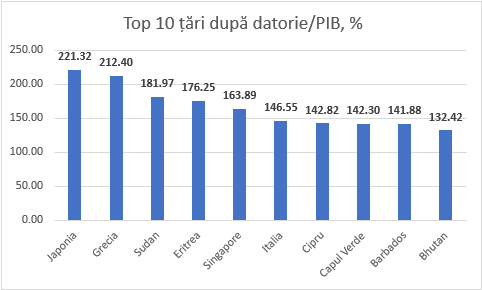 Top 10 țări după datorie/PIB, %
250.00
200.00
150.00
100.00
50.00
0.00
221.32
212.40
181.97
176.25
163.89
146.55
142.82
142.30
141.88
132.42
Japonia
Grecia
Sudan
Eritrea
Singapore
Italia
Cipru
Capul Verde
Barbados
Bhutan